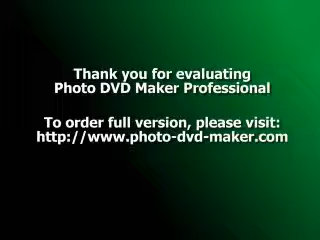 Thank you for evaluating
Photo DVD Maker Professional
To order full version, please visit:
http://www.photo-dvd-maker.com